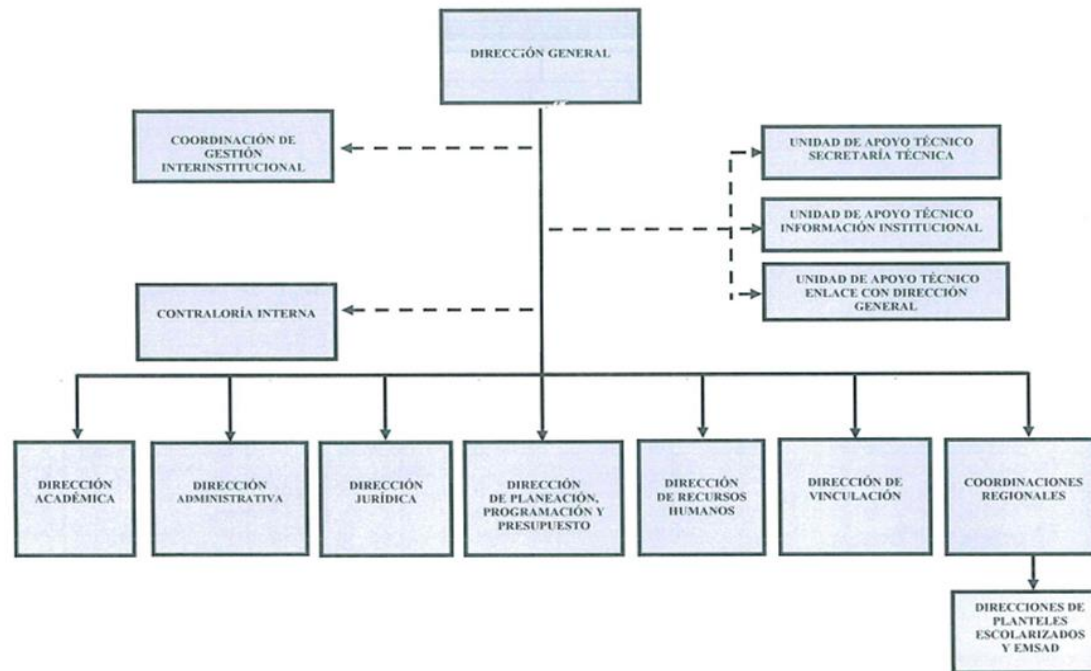 DIRECCIÓN GENERAL
COORDINACIÓN DE
GESTIÓN
INTERINSTITUCIONAL
UNIDAD DE APOYO TÉCNICO
SECRETARÍA TÉCNICA
UNIDAD DE APOYO TÉCNICO
INFORMACIÓN INSTITUCIONAL
UNIDAD DE APOYO TÉCNICO
ENLACE CON DIRECCIÓN
GENERAL
CONTRALORÍA INTERNA
DIRECCIÓN
ACADÉMICA
DIRECCIÓN
ADMINISTRATIVA
DIRECCIÓN
JURÍDICA
DIRECCIÓN
DE PLANEACIÓN,
PROGRAMACIÓN Y
PRESUPUESTO
DIRECCIÓN
DE RECURSOS
HUMANOS
DIRECCIÓN DE
VINCULACIÓN
COORDINACIONES
REGIONALES
DIRECCIONES DE
PLANTELES
ESCOLARIZADOS
Y EMSAD